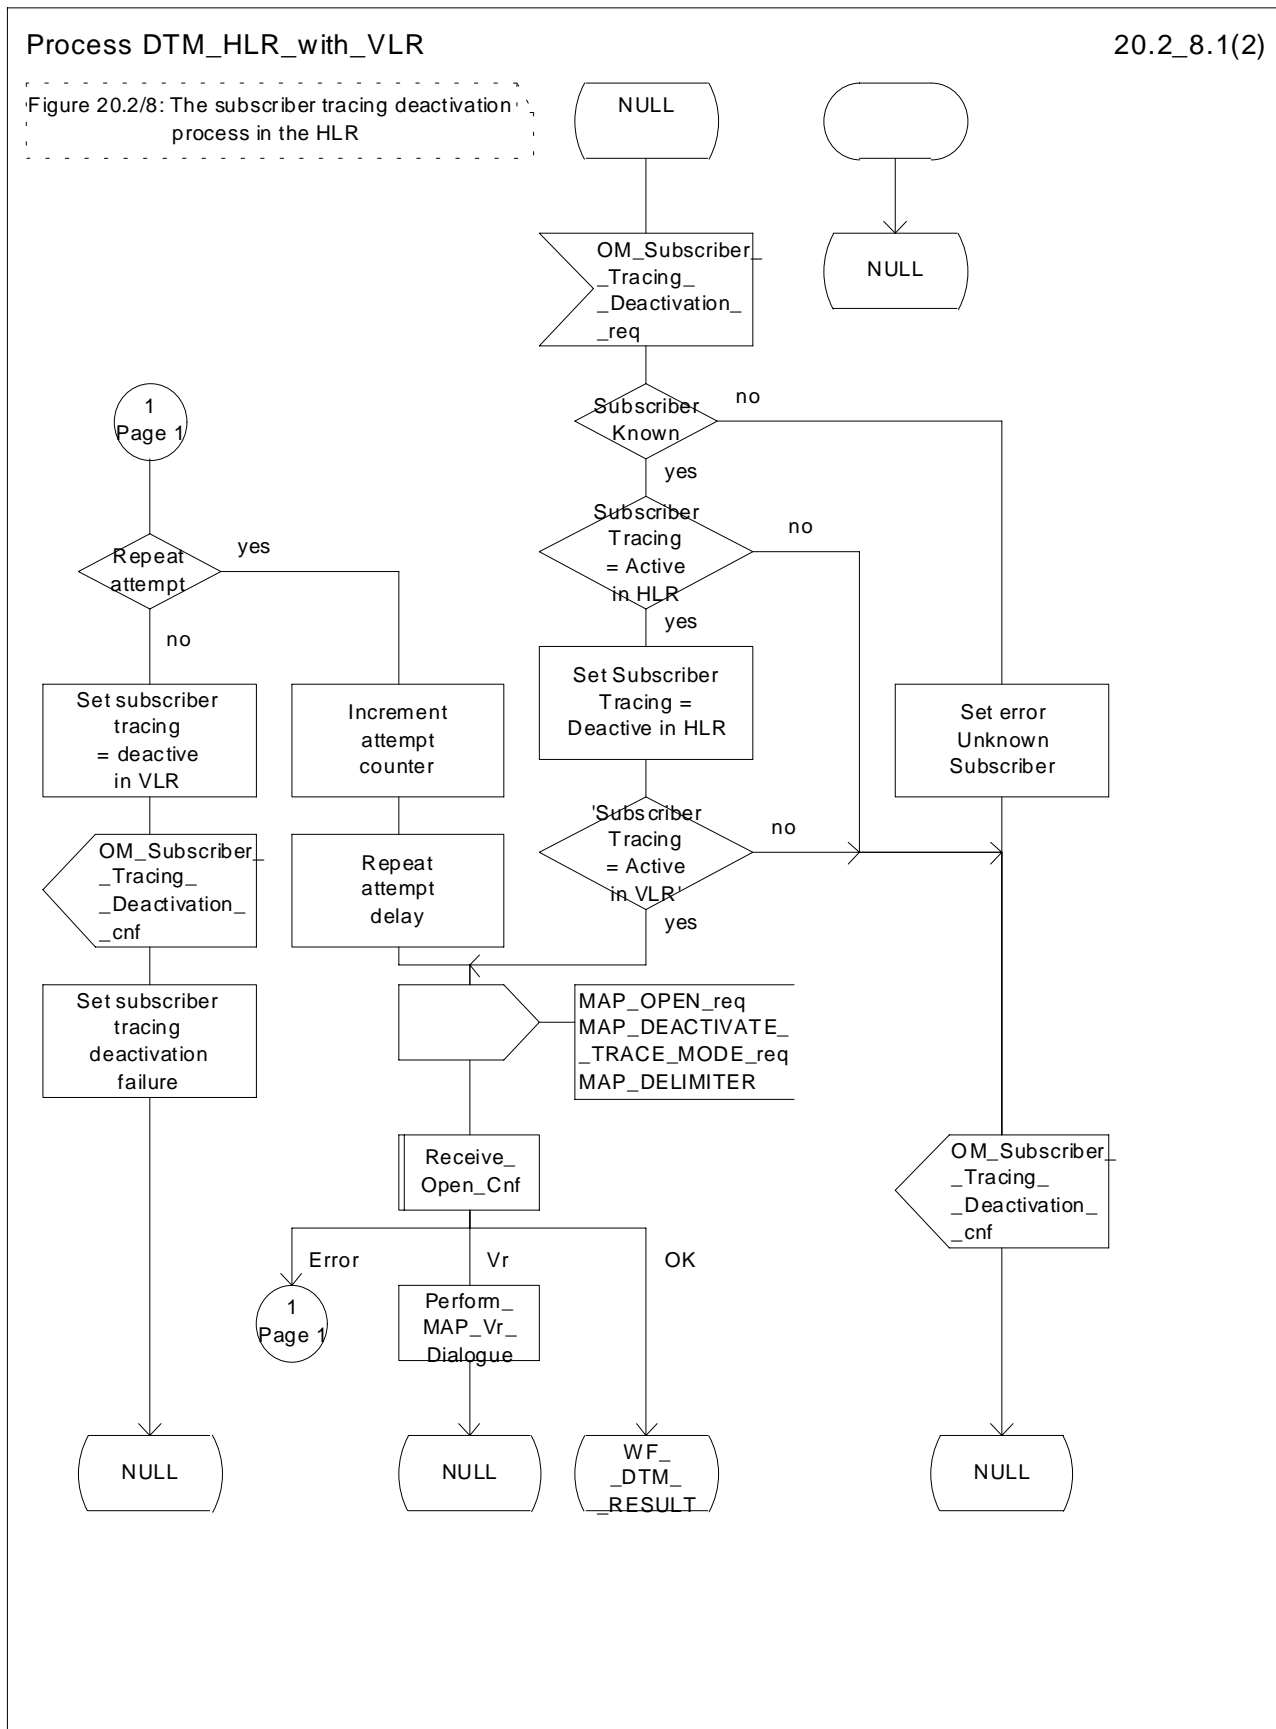 Process DTM_HLR_with_VLR
20.2_8.1(2)
Figure 20.2/8: The subscriber tracing deactivation
process in the HLR
NULL
NULL
OM_Subscriber_
_Tracing_
_Deactivation_
_req
Subscriber
Known
no
yes
1
Page 1
Subscriber
Tracing
= Active
in HLR
no
yes
Repeat
attempt
yes
no
Set subscriber
tracing
= deactive
in VLR
Increment
attempt
counter
Set Subscriber
Tracing =
Deactive in HLR
Set error
Unknown
Subscriber
'Subscriber
Tracing
= Active
in VLR'
no
yes
OM_Subscriber_
_Tracing_
_Deactivation_
_cnf
Repeat
attempt
delay
Set subscriber
tracing
deactivation
failure
MAP_OPEN_req
MAP_DEACTIVATE_
_TRACE_MODE_req
MAP_DELIMITER
Receive_
Open_Cnf
OM_Subscriber_
_Tracing_
_Deactivation_
_cnf
Error
Vr
OK
1
Page 1
Perform_
MAP_Vr_
Dialogue
NULL
NULL
WF_
_DTM_
_RESULT
NULL